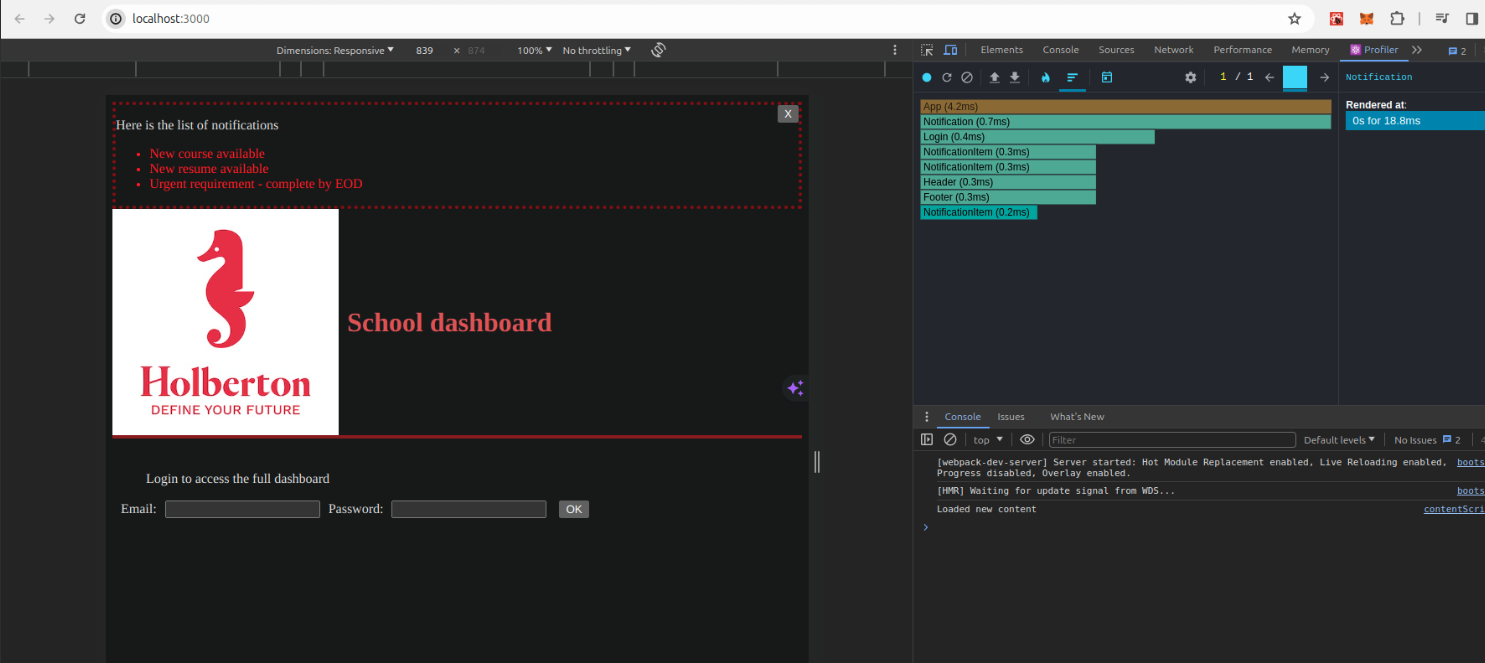 localhost:3000
Dimensions: Responsive 839 × 874 100% No throttling
Elements Console Sources Network Performance Memory Profiler 2
1 / 1 Notification
Here is the list of notifications X
New course available
New resume available
Urgent requirement - complete by EOD
Holberton
DEFINE YOUR FUTURE
School dashboard
Login to access the full dashboard
Email: Password: OK
App (4.2ms)
Notification (0.7ms)
Login (0.4ms)
NotificationItem (0.3ms)
NotificationItem (0.3ms)
Header (0.3ms)
Footer (0.3ms)
NotificationItem (0.2ms)
Rendered at:
0s for 18.8ms
Console Issues What's New
top Filter Default levels No Issues 2
[webpack-dev-server] Server started: Hot Module Replacement enabled, Live Reloading enabled, boots
Progress disabled, Overlay enabled.
[HMR] Waiting for update signal from WDS... boots
Loaded new content contentScri